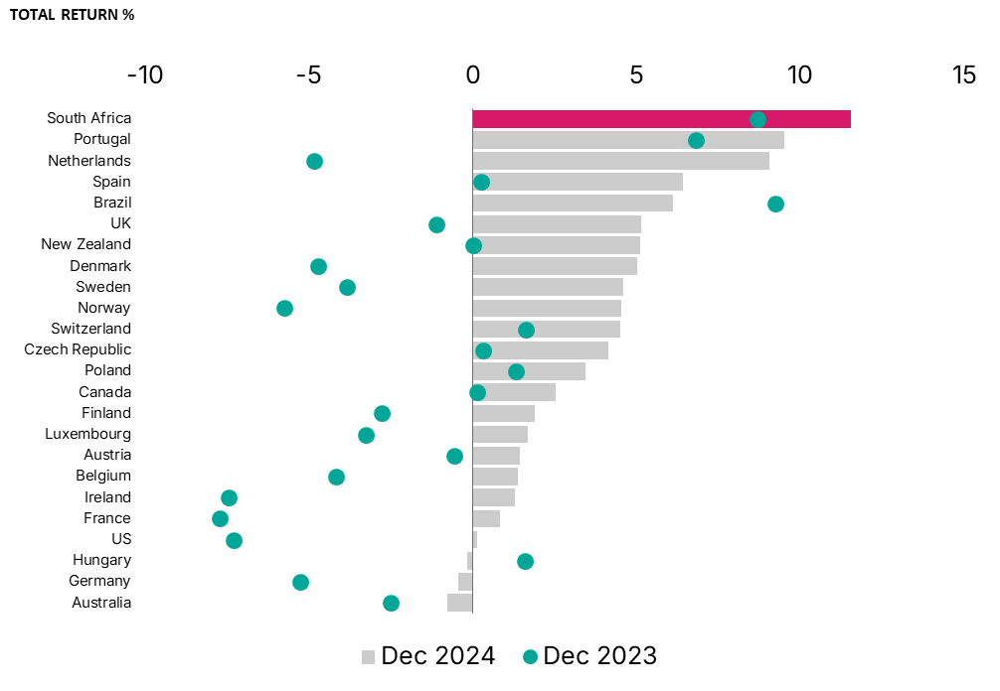 TOTAL RETURN %
-10 -5 0 5 10 15
South Africa
Portugal
Netherlands
Spain
Brazil
UK
New Zealand
Denmark
Sweden
Norway
Switzerland
Czech Republic
Poland
Canada
Finland
Luxembourg
Austria
Belgium
Ireland
France
US
Hungary
Germany
Australia
Dec 2024 Dec 2023